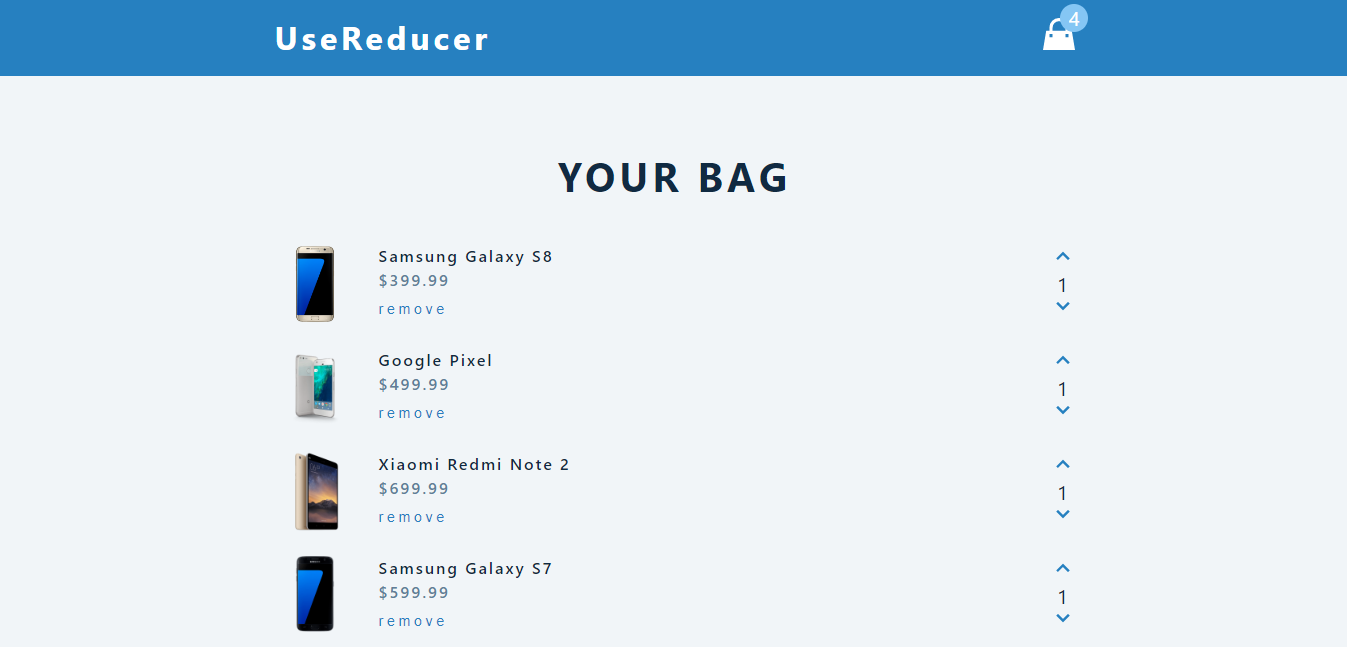 UseReducer
4
YOUR BAG
Samsung Galaxy S8
$399.99
remove
1
Google Pixel
$499.99
remove
1
Xiaomi Redmi Note 2
$699.99
remove
1
Samsung Galaxy S7
$599.99
remove
1